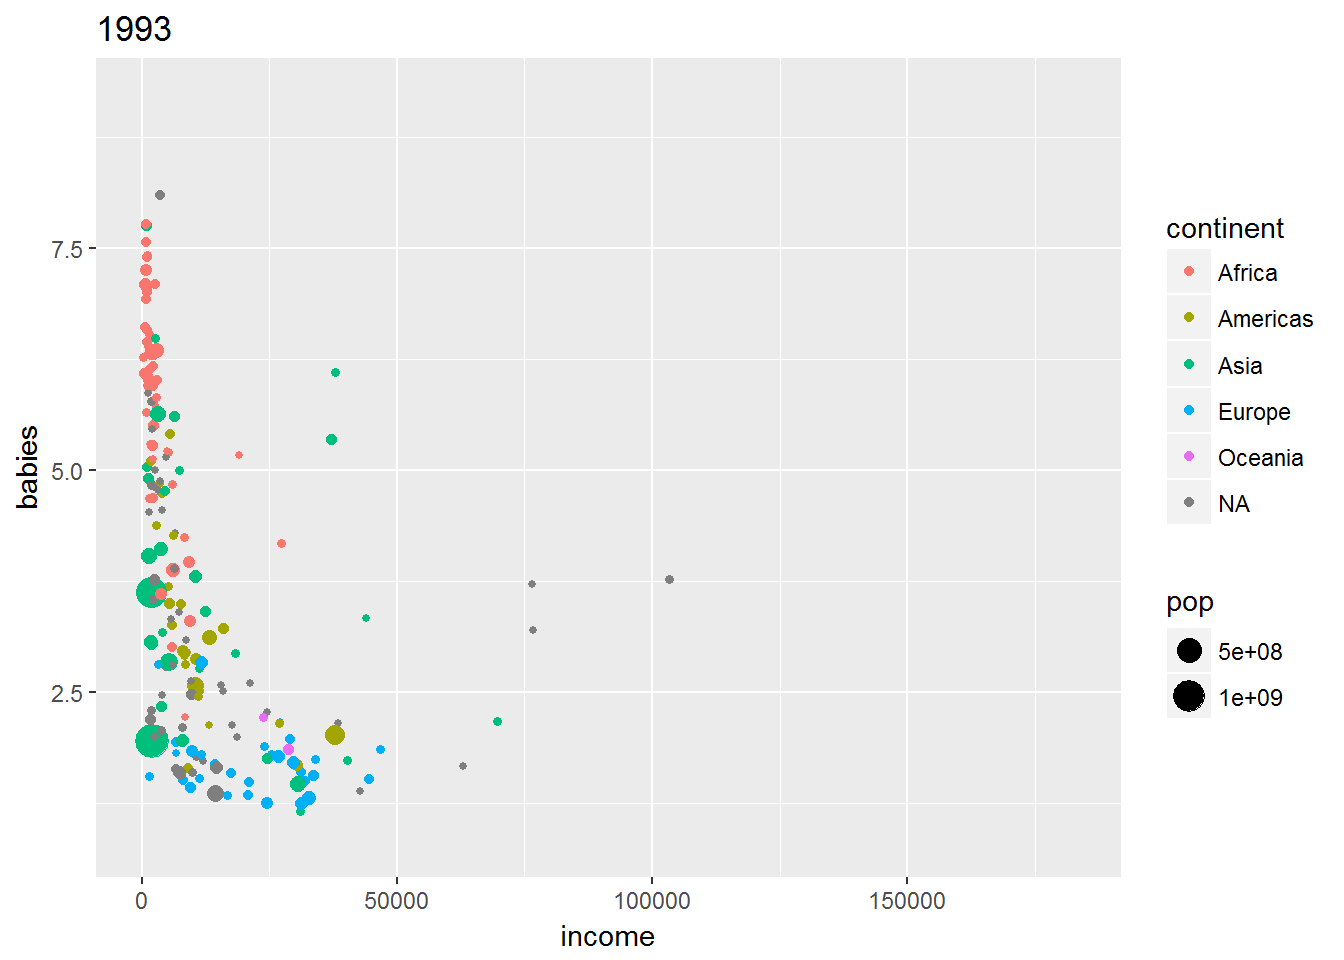 1993
7.5
5.0
2.5
babies
0
50000
100000
150000
income
continent
Africa
Americas
Asia
Europe
Oceania
NA
pop
5e+08
1e+09